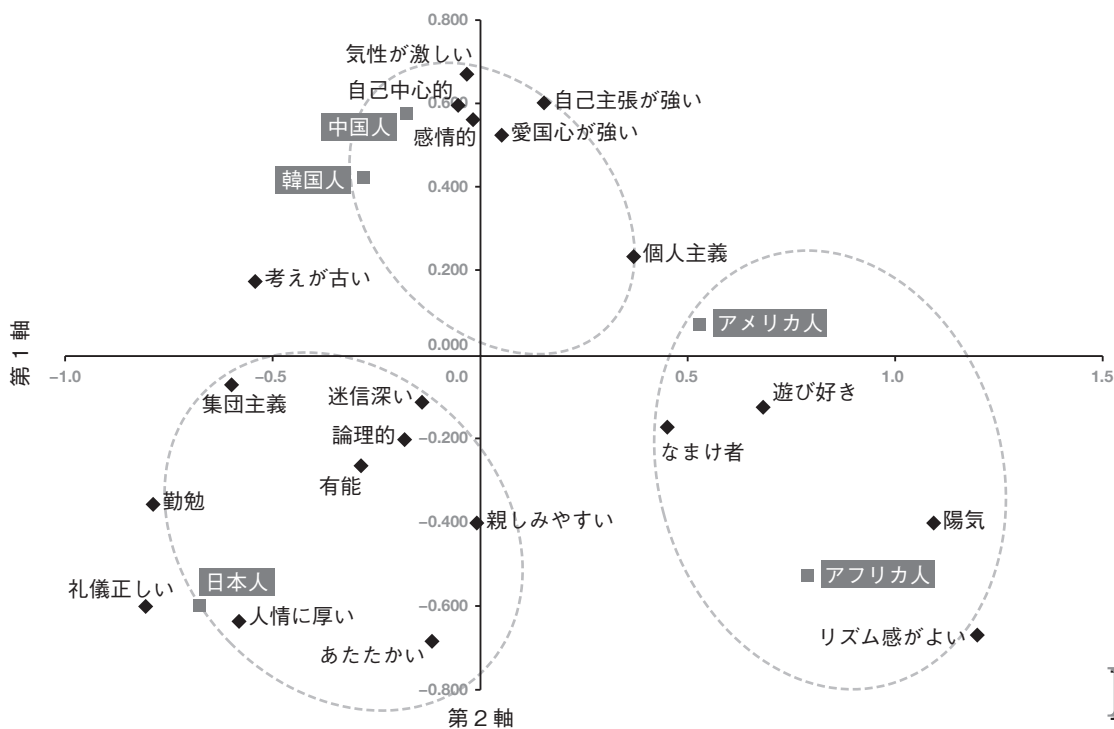 0.800
気性が激しい
自己中心的
0.600
自己主張が強い
中国人
感情的
愛国心が強い
韓国人
0.400
個人主義
考えが古い
0.200
アメリカ人
第1軸
0.000
-1.0
-0.5
0.0
0.5
1.0
1.5
集団主義
迷信深い
遊び好き
論理的
-0.200
なまけ者
有能
勤勉
-0.400
親しみやすい
陽気
礼儀正しい
日本人
アフリカ人
人情に厚い
-0.600
あたたかい
リズム感がよい
-0.800
第2軸